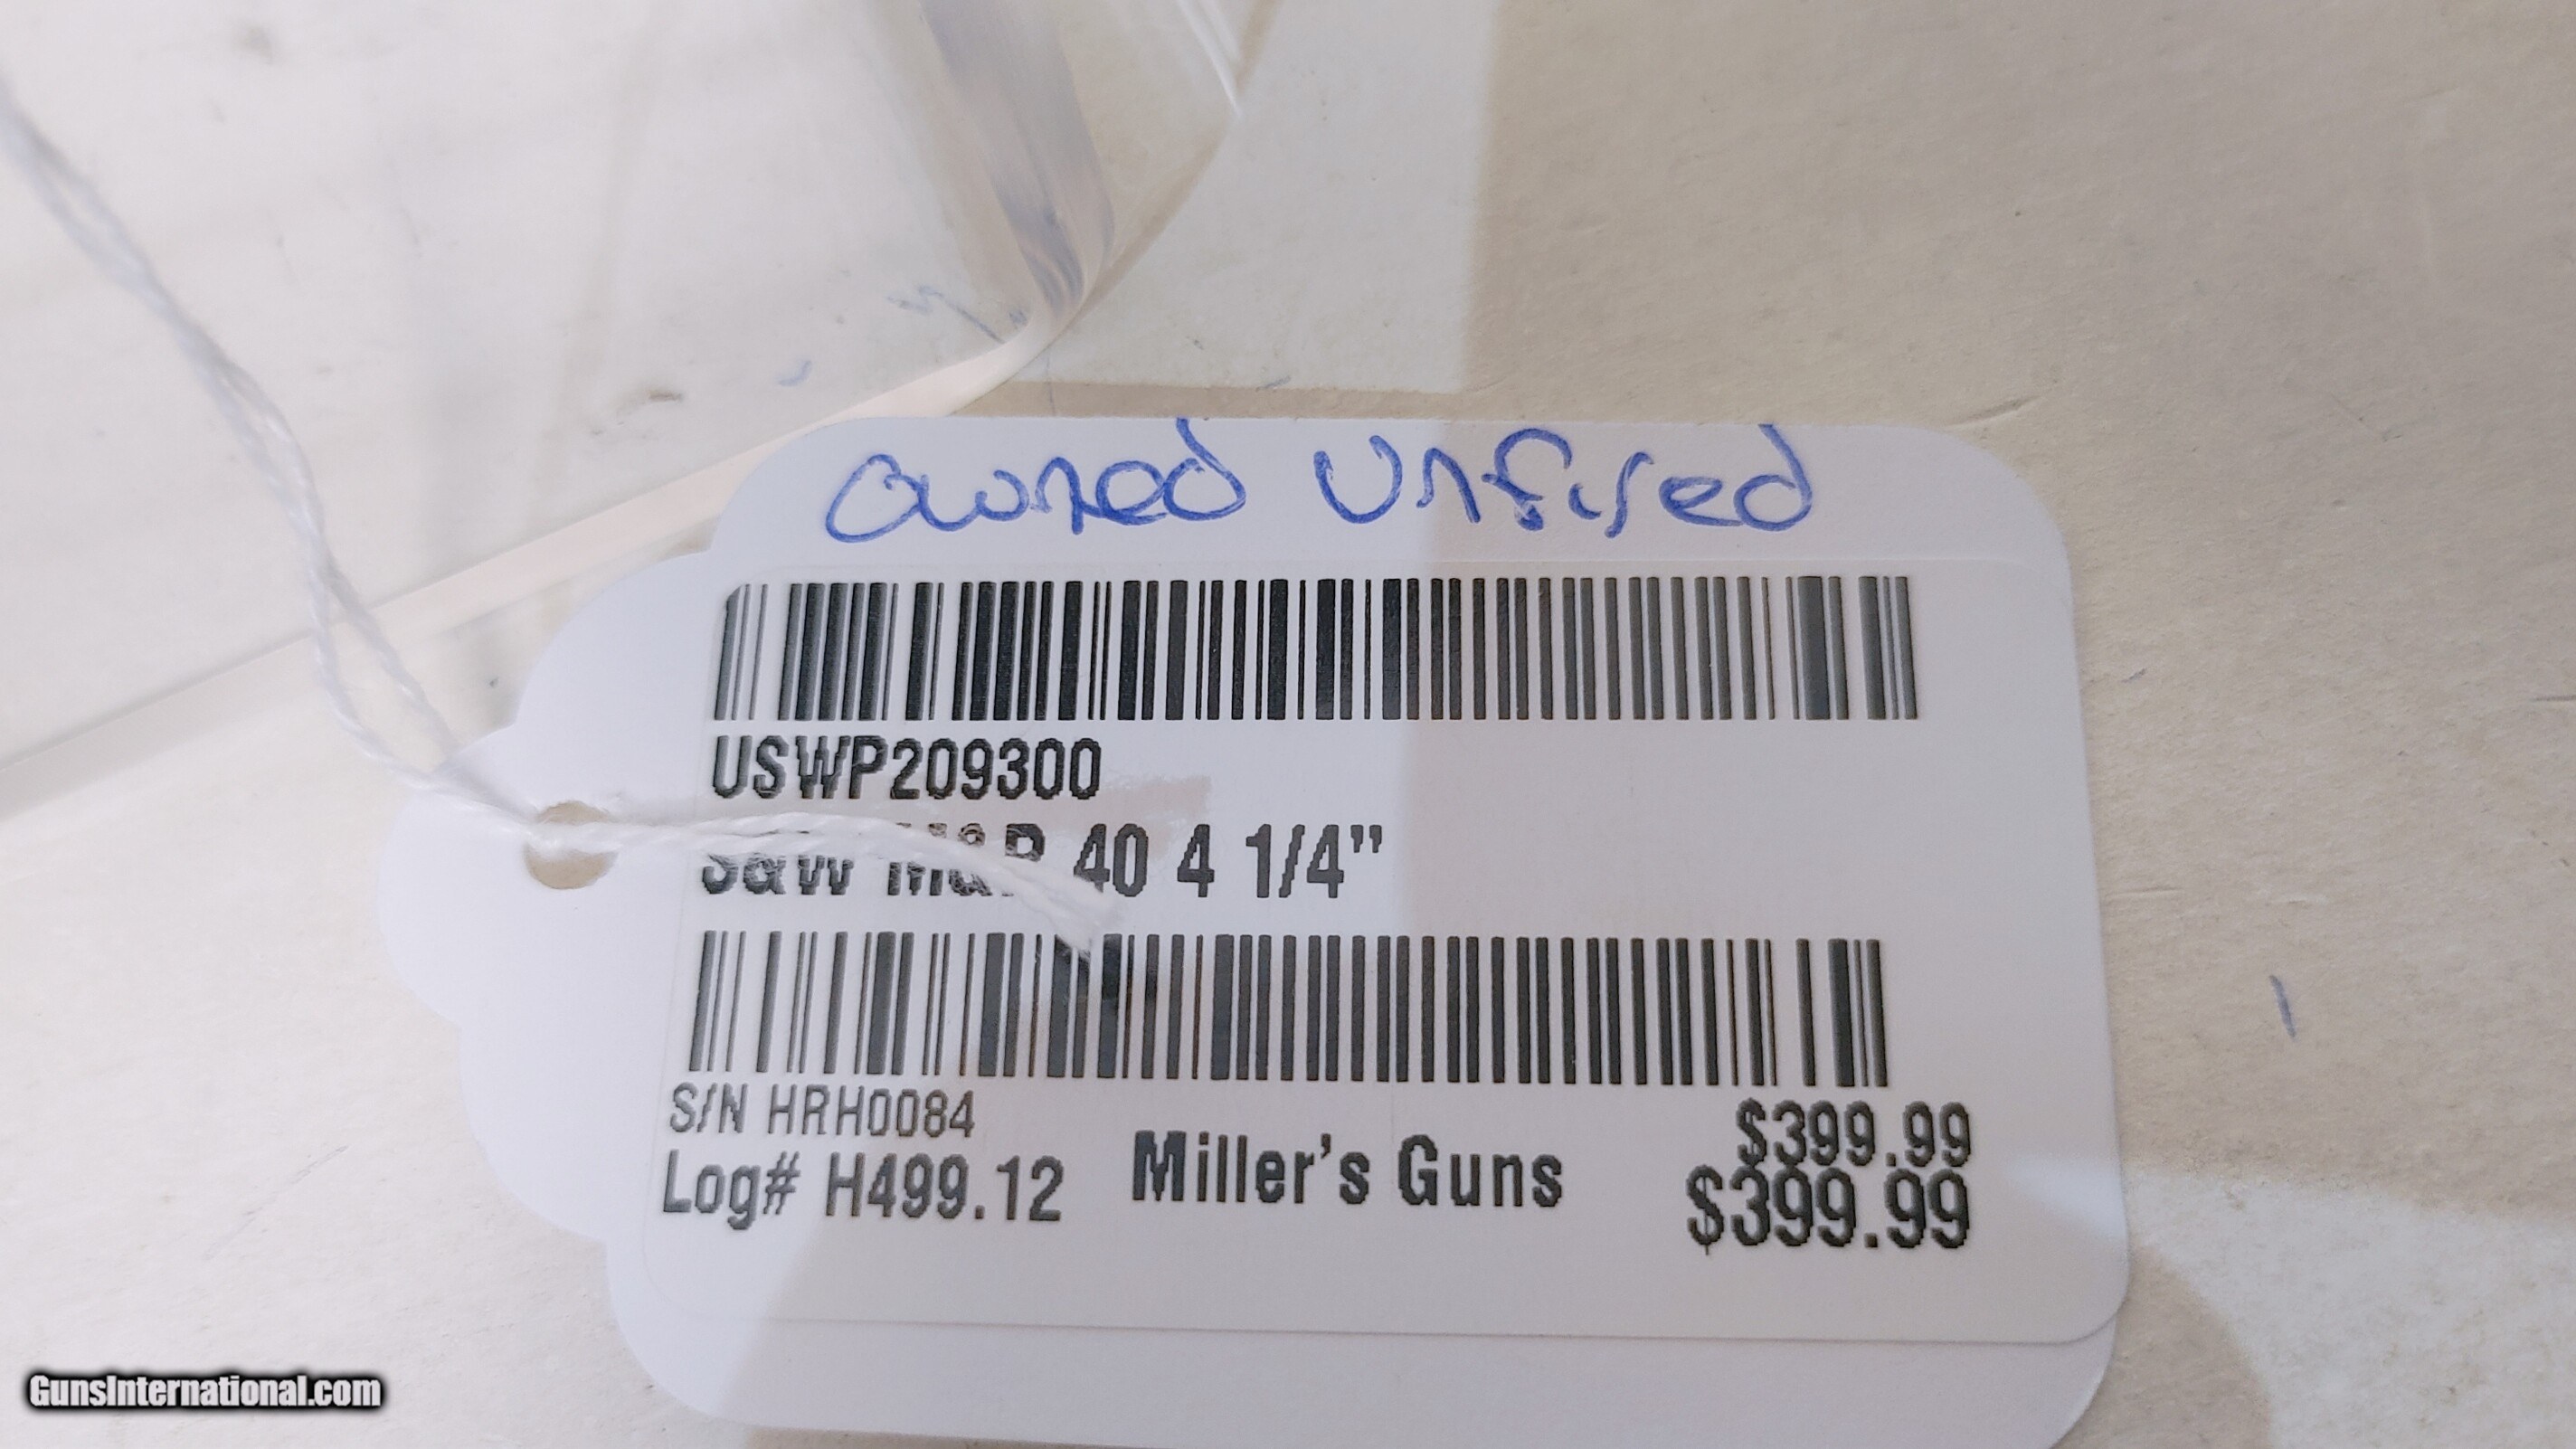 Owned Unfired
USWP209300
S&W M&P 40 4 1/4"
S/N HRH0084
$399.99
Log# H499.12
Miller's Guns
$399.99
GunsInternational.com